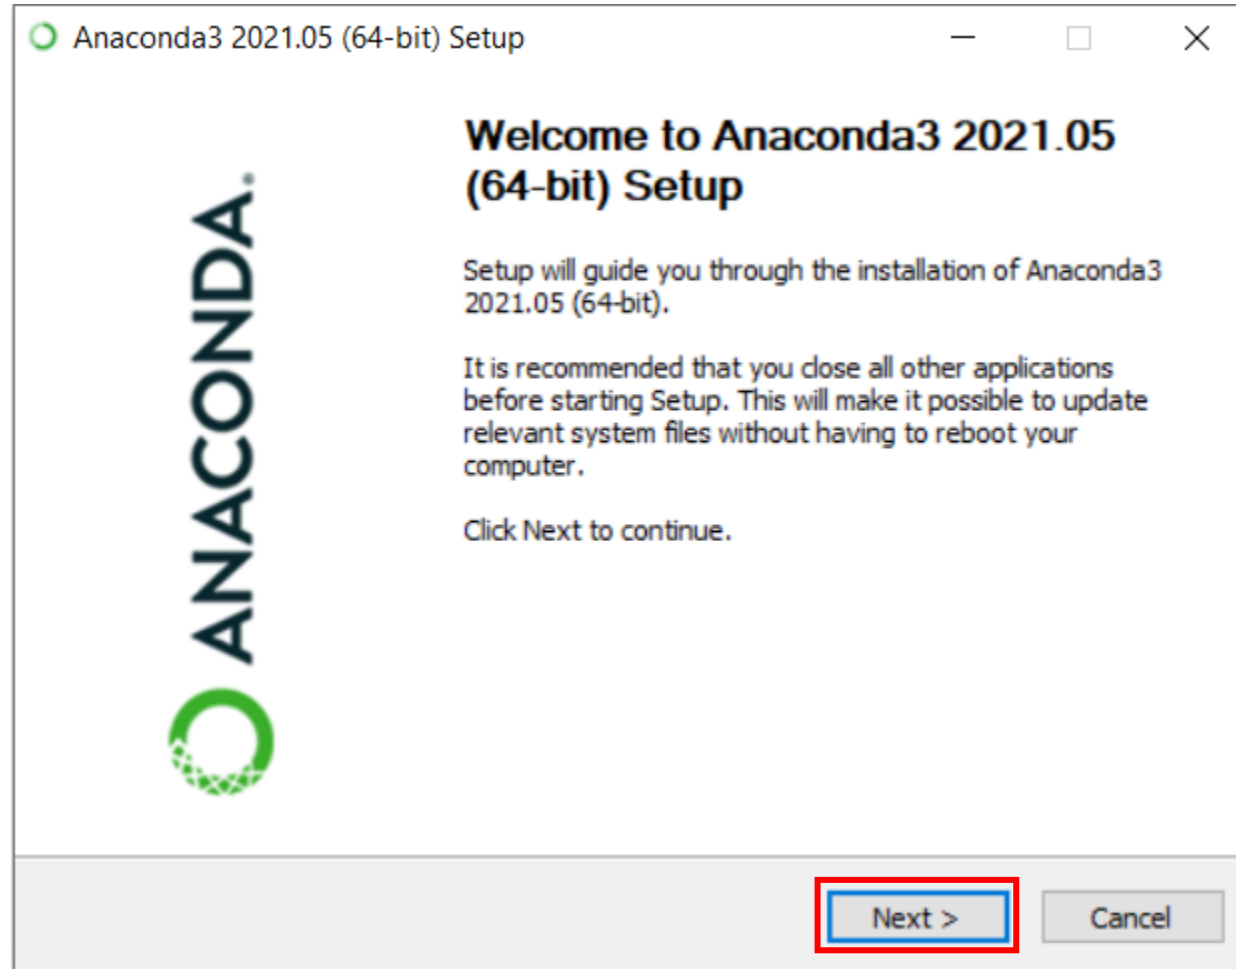 Anaconda3 2021.05 (64-bit) Setup
Welcome to Anaconda3 2021.05
(64-bit) Setup
ANACONDA.
Setup will guide you through the installation of Anaconda3
2021.05 (64-bit).
It is recommended that you close all other applications
before starting Setup. This will make it possible to update
relevant system files without having to reboot your
computer.
Click Next to continue.
Next >
Cancel